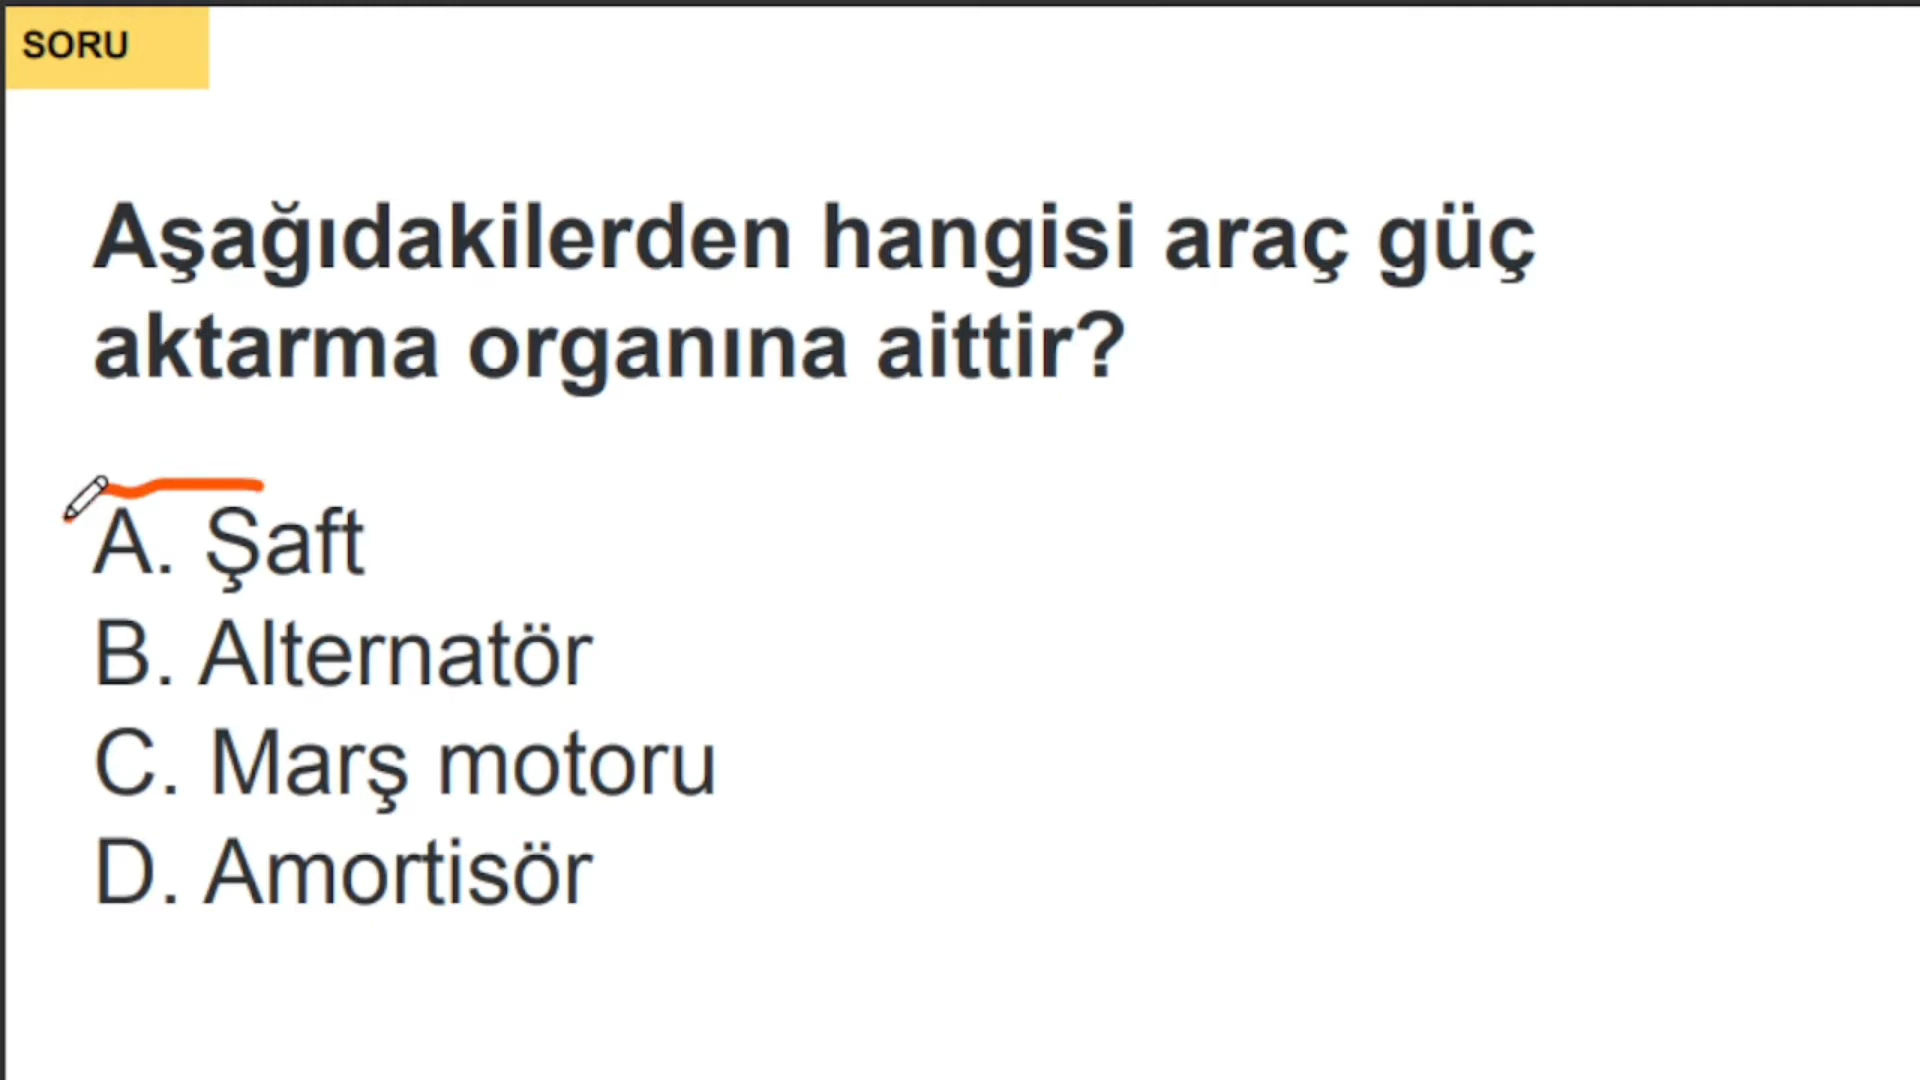 SORU
Aşağıdakilerden hangisi araç güç
aktarma organına aittir?
A. Şaft
B. Alternatör
C. Marş motoru
D. Amortisör